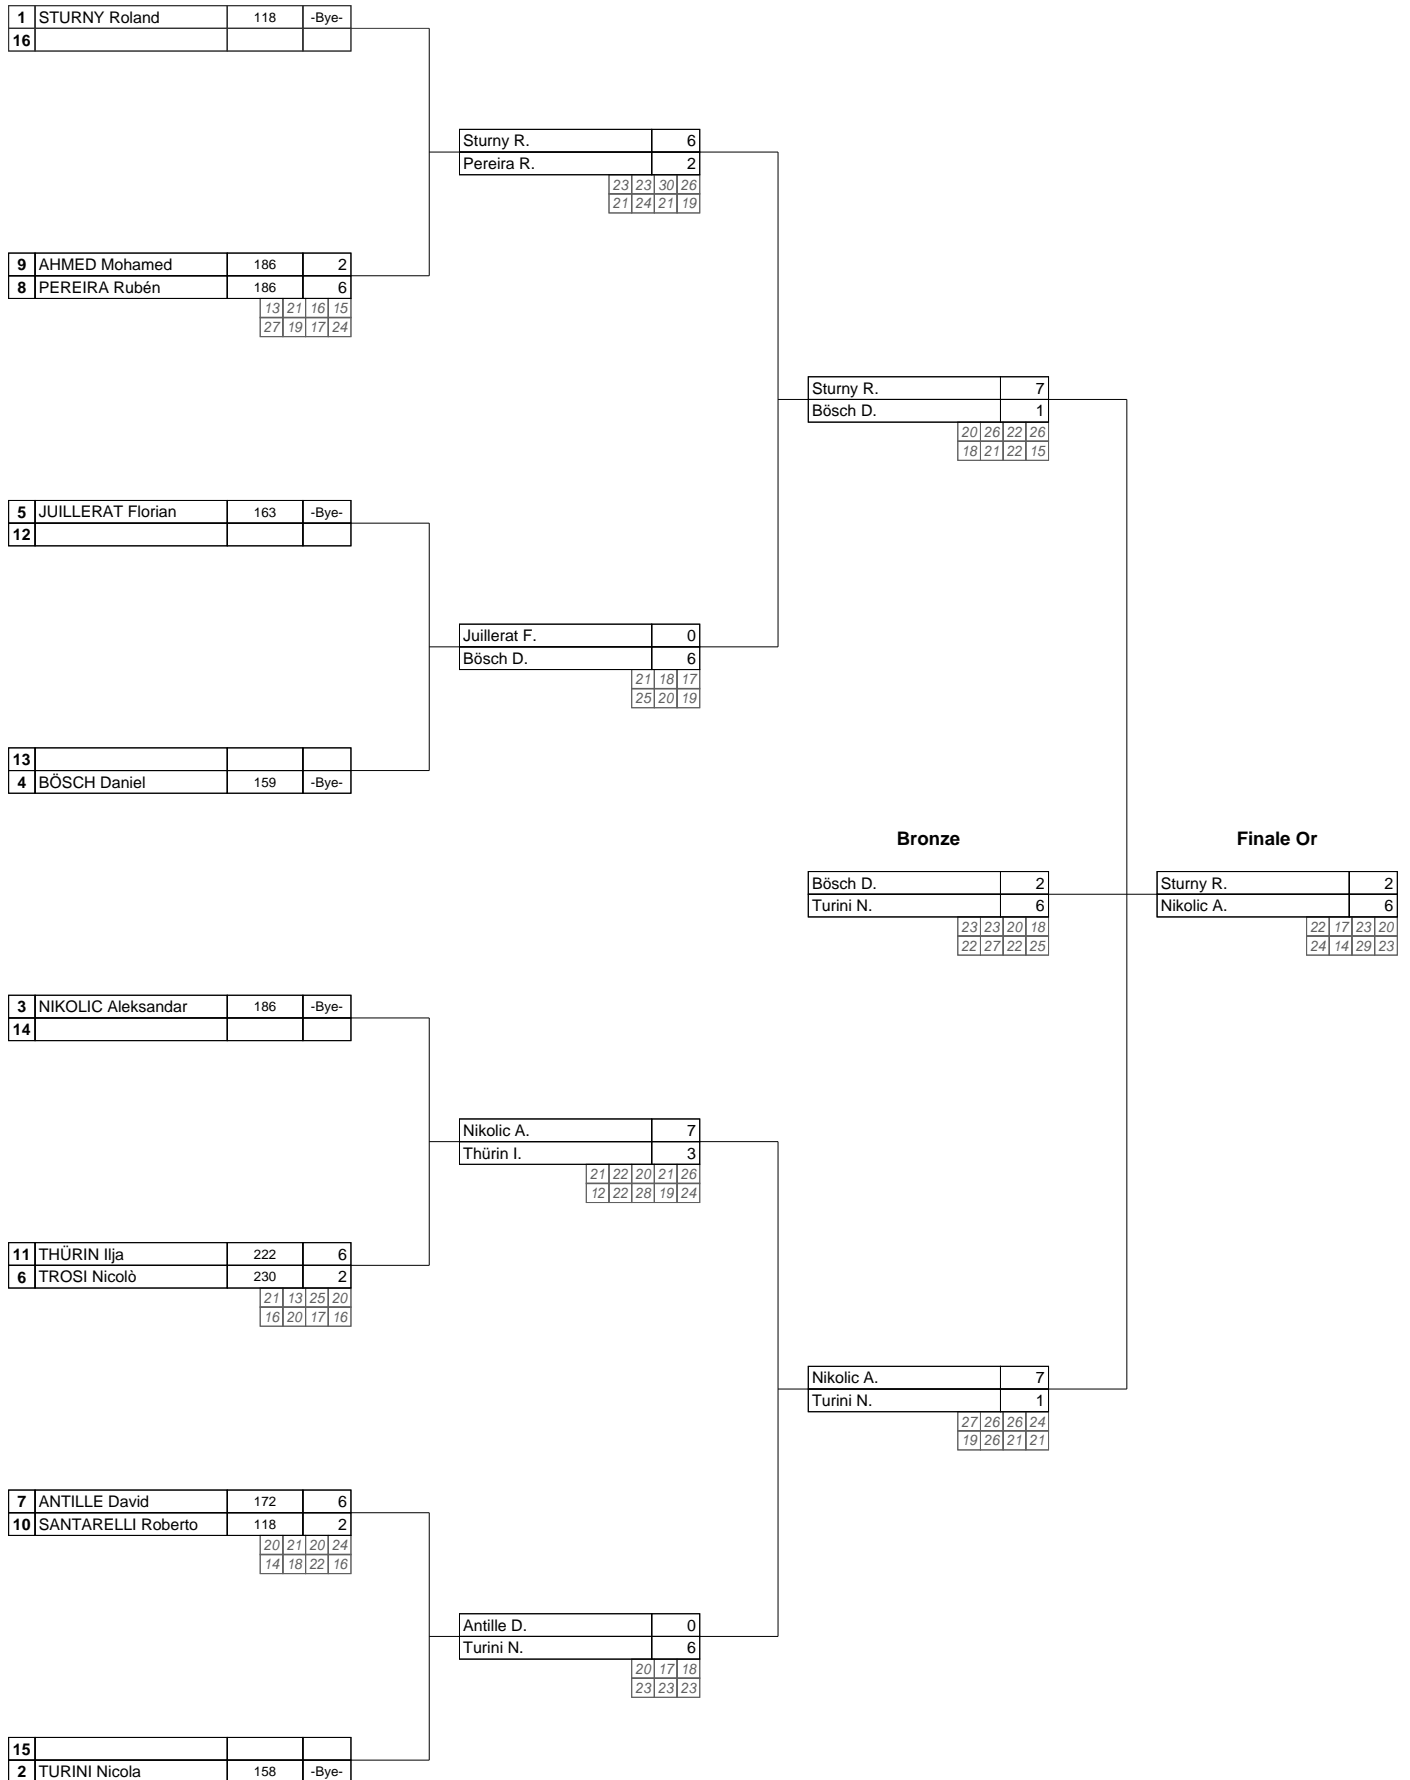 1 STURNY Roland 118 -Bye-
16
Sturny R. 6
Pereira R. 2
23 23 30 26
21 24 21 19
9 AHMED Mohamed 186 2
8 PEREIRA Rubén 186 6
13 21 16 15
27 19 17 24
Sturny R. 7
Bösch D. 1
20 26 22 26
18 21 22 15
5 JUILLERAT Florian 163 -Bye-
12
Juillerat F. 0
Bösch D. 6
21 18 17
25 20 19
13
4 BÖSCH Daniel 159 -Bye-
Bronze
Finale Or
Bösch D. 2
Turini N. 6
23 23 20 18
22 27 22 25
Sturny R. 2
Nikolic A. 6
22 17 23 20
24 14 29 23
3 NIKOLIC Aleksandar 186 -Bye-
14
Nikolic A. 7
Thürin I. 3
21 22 20 21 26
12 22 28 19 24
11 THÜRIN Ilja 222 6
6 TROSI Nicolò 230 2
21 13 25 20
16 20 17 16
Nikolic A. 7
Turini N. 1
27 26 26 24
19 26 21 21
7 ANTILLE David 172 6
10 SANTARELLI Roberto 118 2
20 21 20 24
14 18 22 16
Antille D. 0
Turini N. 6
20 17 18
23 23 23
15
2 TURINI Nicola 158 -Bye-